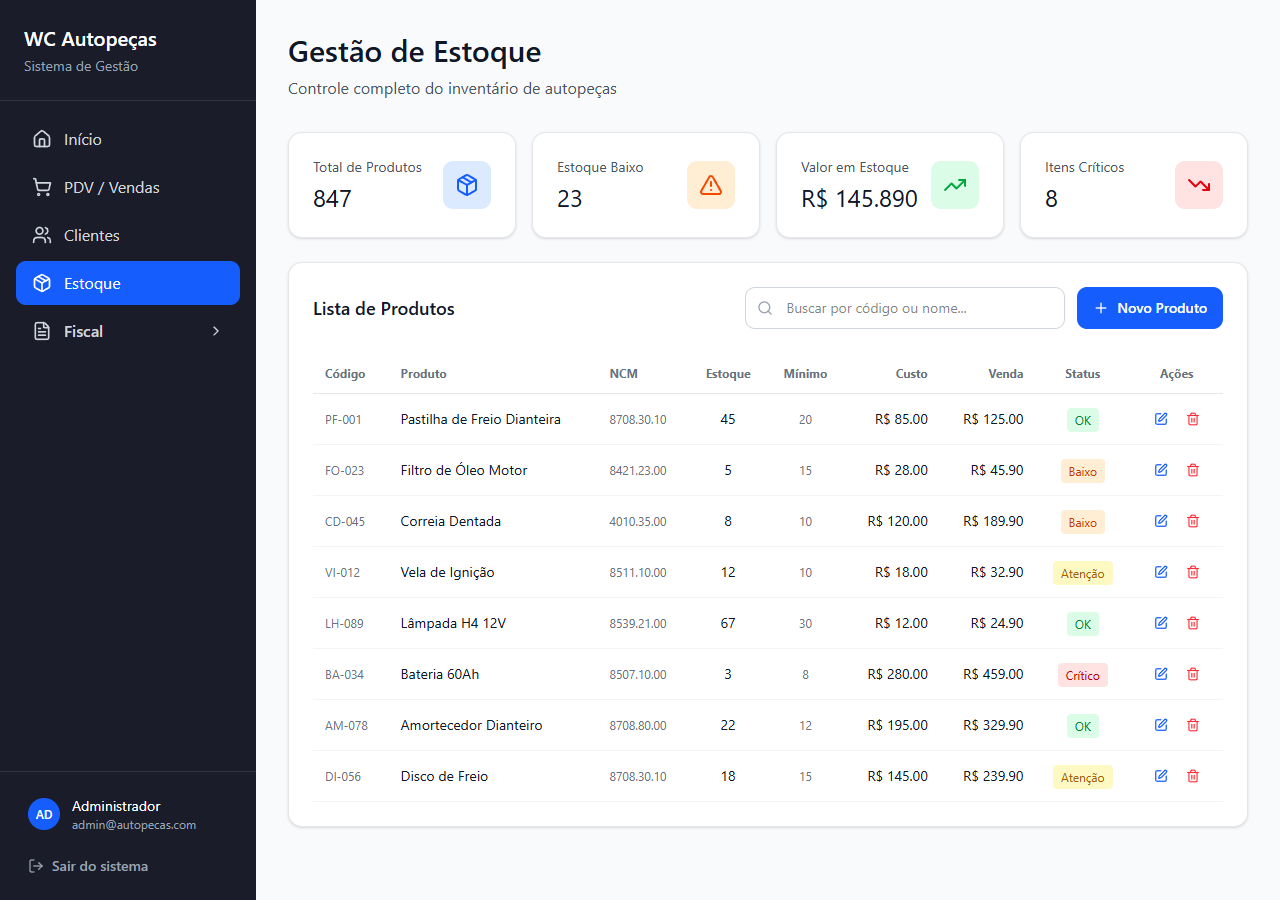 WC Autopeças
Sistema de Gestão
Início
PDV / Vendas
Clientes
Estoque
Fiscal
AD
Administrador
admin@autopecas.com
Sair do sistema
Gestão de Estoque
Controle completo do inventário de autopeças
Total de Produtos
847
Estoque Baixo
23
Valor em Estoque
R$ 145.890
Itens Críticos
8
Lista de Produtos
Buscar por código ou nome...
Novo Produto
Código Produto NCM Estoque Mínimo Custo Venda Status Ações
PF-001 Pastilha de Freio Dianteira 8708.30.10 45 20 R$ 85.00 R$ 125.00 OK
FO-023 Filtro de Óleo Motor 8421.23.00 5 15 R$ 28.00 R$ 45.90 Baixo
CD-045 Correia Dentada 4010.35.00 8 10 R$ 120.00 R$ 189.90 Baixo
VI-012 Vela de Ignição 8511.10.00 12 10 R$ 18.00 R$ 32.90 Atenção
LH-089 Lâmpada H4 12V 8539.21.00 67 30 R$ 12.00 R$ 24.90 OK
BA-034 Bateria 60Ah 8507.10.00 3 8 R$ 280.00 R$ 459.00 Crítico
AM-078 Amortecedor Dianteiro 8708.80.00 22 12 R$ 195.00 R$ 329.90 OK
DI-056 Disco de Freio 8708.30.10 18 15 R$ 145.00 R$ 239.90 Atenção